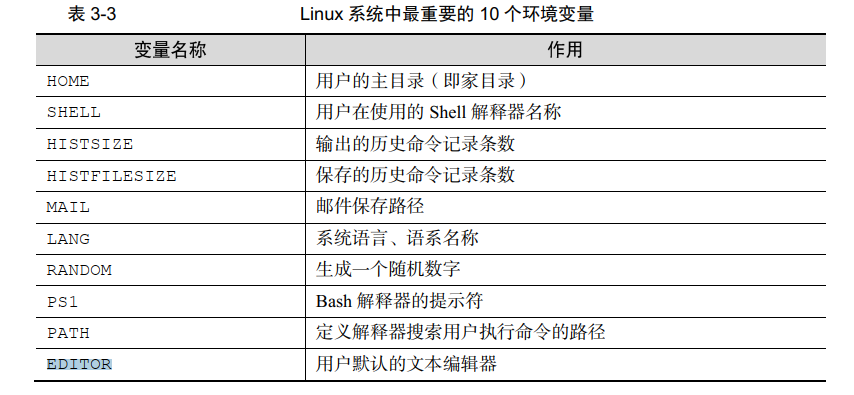 表 3-3 Linux 系统中最重要的 10 个环境变量
变量名称 作用
HOME 用户的主目录（即家目录）
SHELL 用户在使用的 Shell 解释器名称
HISTSIZE 输出的历史命令记录条数
HISTFILESIZE 保存的历史命令记录条数
MAIL 邮件保存路径
LANG 系统语言、语系名称
RANDOM 生成一个随机数字
PS1 Bash 解释器的提示符
PATH 定义解释器搜索用户执行命令的路径
EDITOR 用户默认的文本编辑器